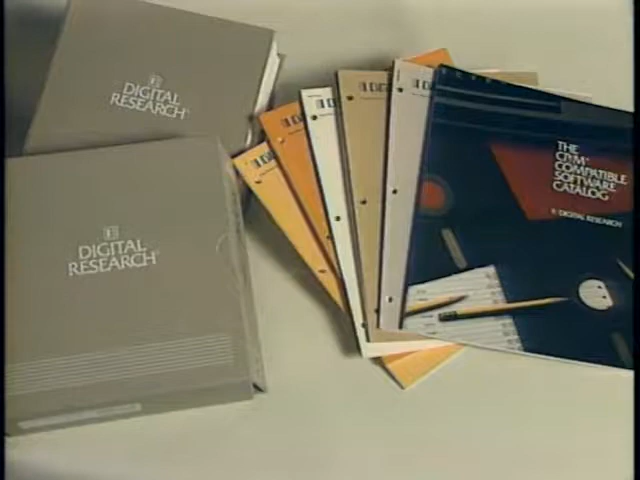 DIGITAL
RESEARCH
DIGITAL
RESEARCH
THE
CP/M
COMPATIBLE
SOFTWARE
CATALOG
DIGITAL RESEARCH